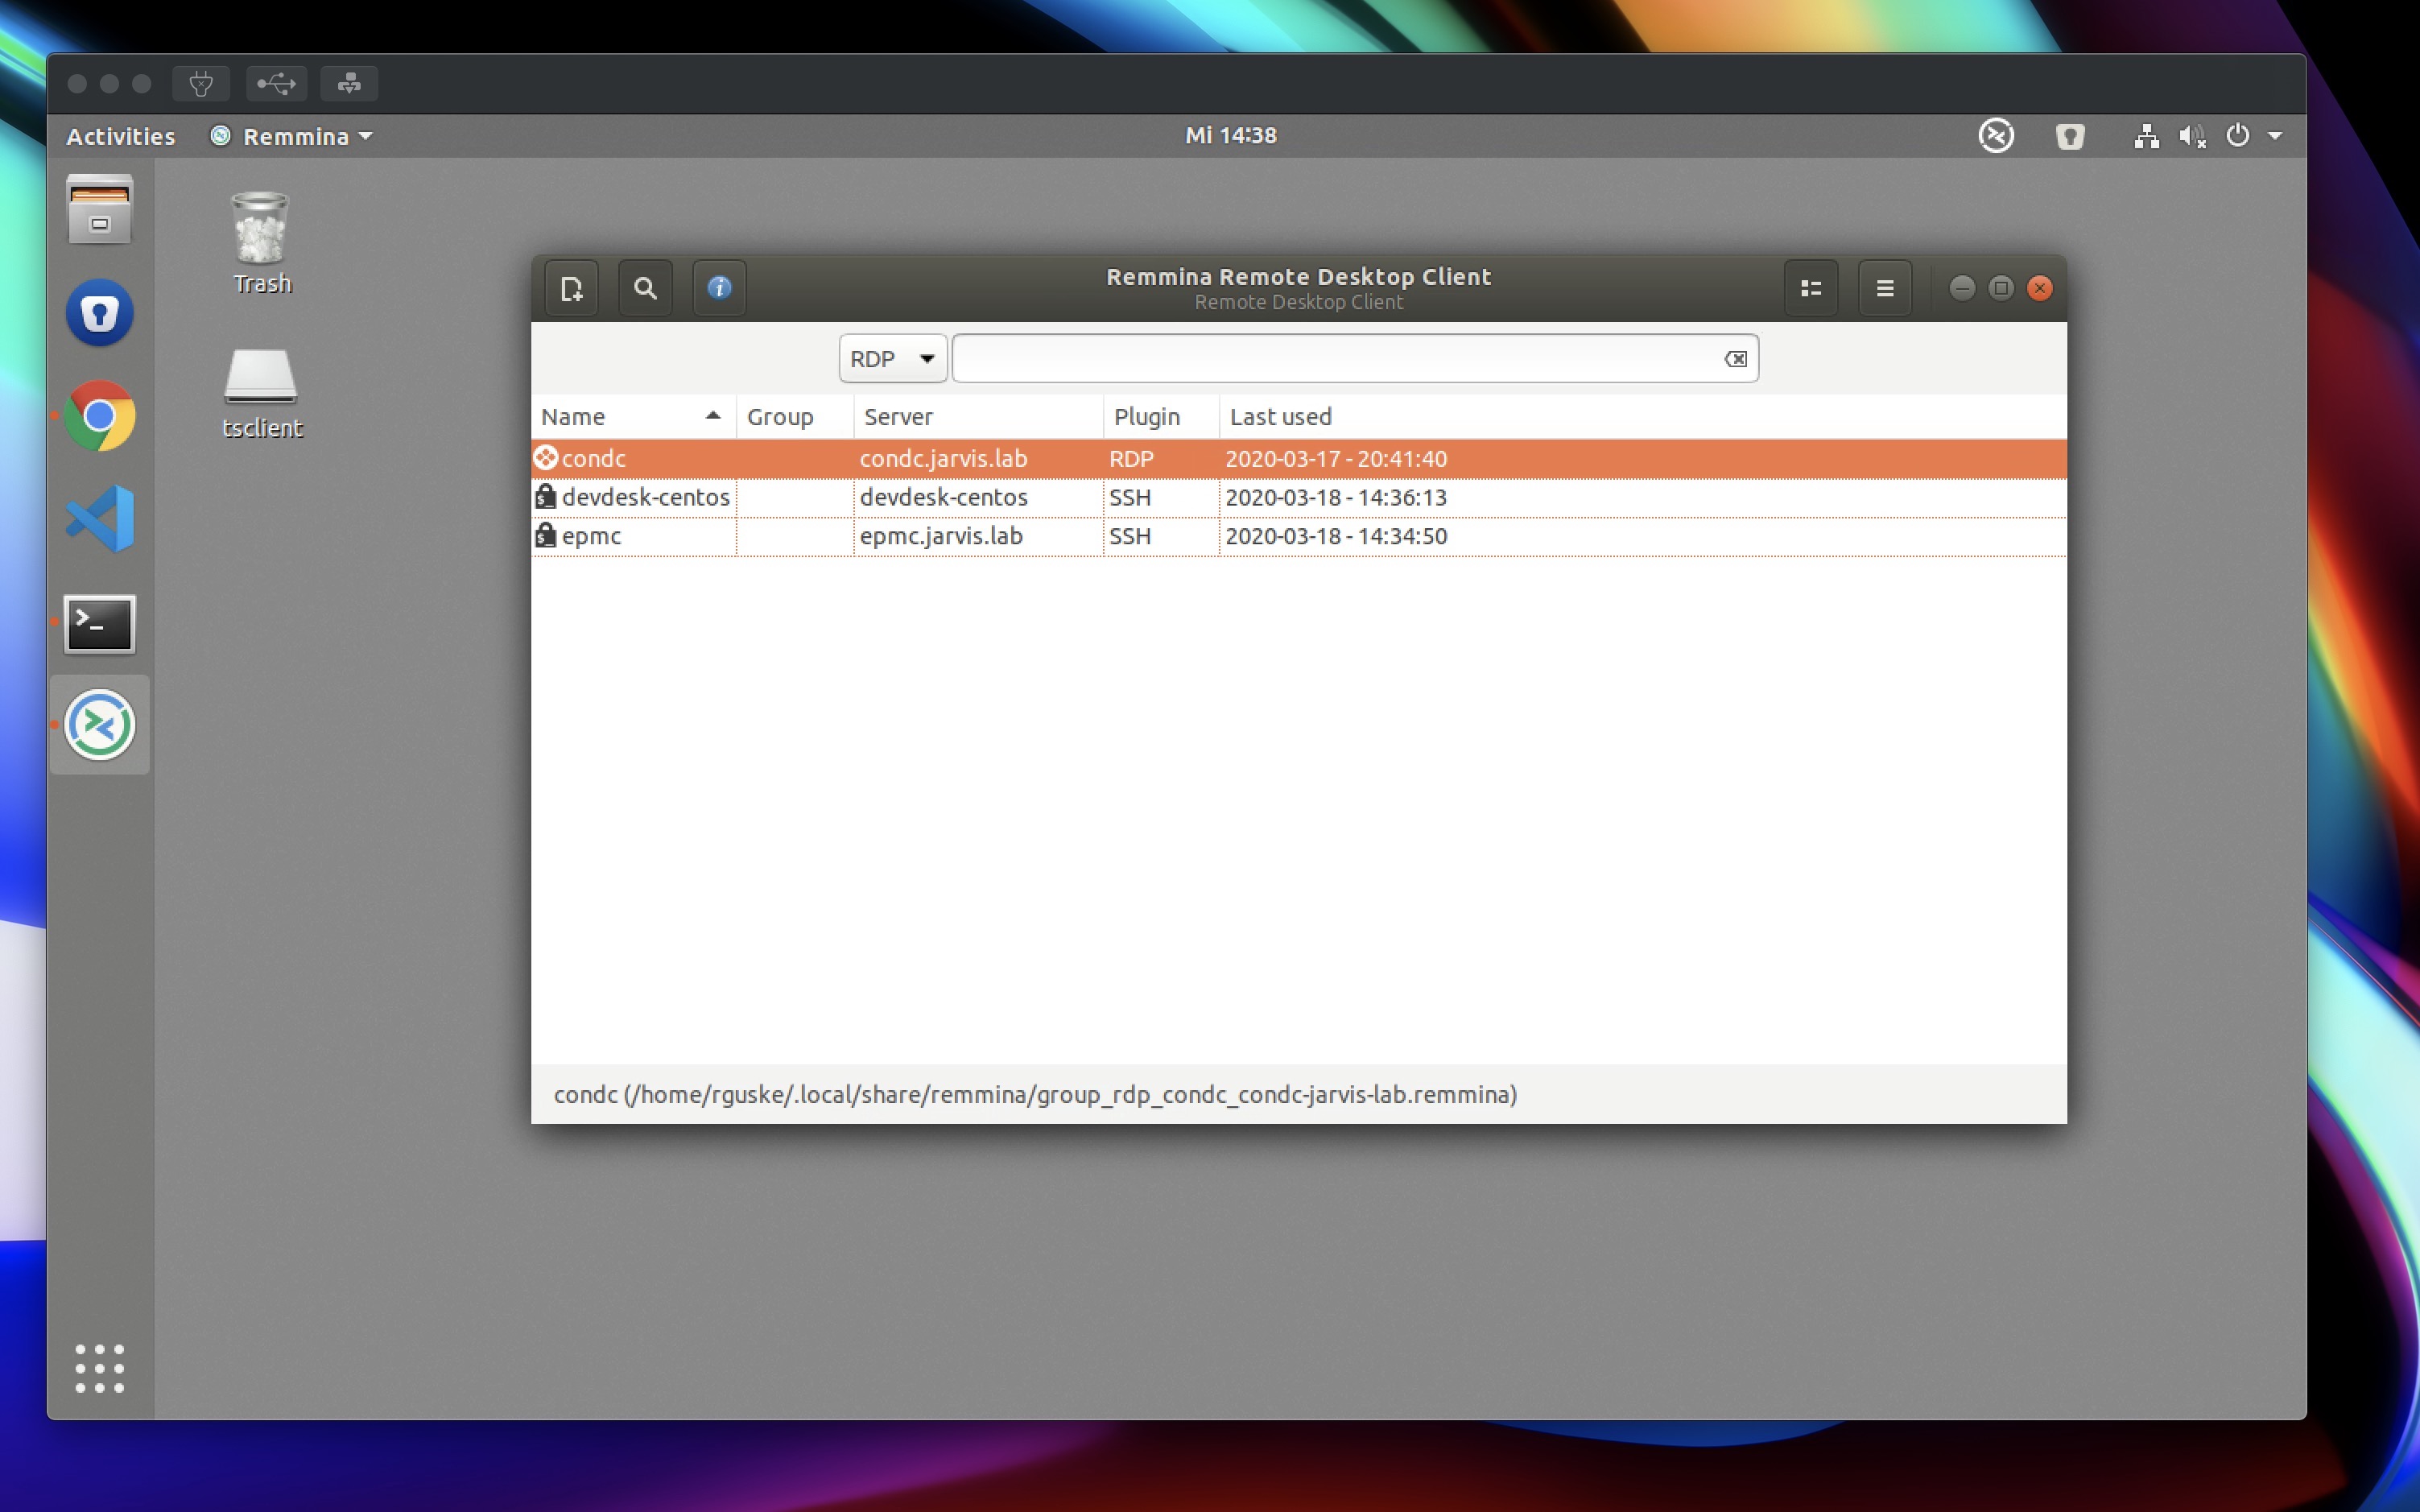 Activities Remmina Mi 14:38
Trash
tsclient
Remmina Remote Desktop Client
Remote Desktop Client
RDP
Name Group Server Plugin Last used
condc condc.jarvis.lab RDP 2020-03-17 - 20:41:40
devdesk-centos devdesk-centos SSH 2020-03-18 - 14:36:13
epmc epmc.jarvis.lab SSH 2020-03-18 - 14:34:50
condc (/home/rguske/.local/share/remmina/group_rdp_condc_condc-jarvis-lab.remmina)